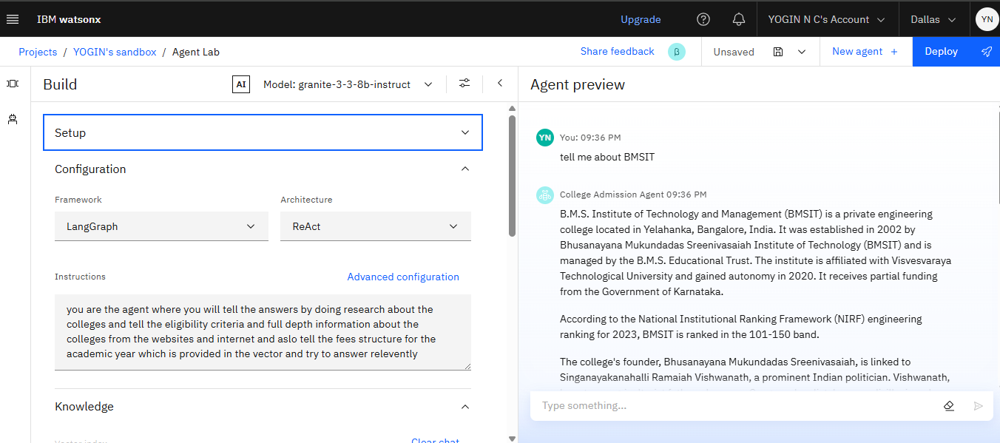 IBM watsonx
Upgrade
YOGIN N C's Account
Dallas
YN
Projects / YOGIN's sandbox / Agent Lab
Share feedback
β
Unsaved
New agent +
Deploy
Build
AI
Model: granite-3-3-8b-instruct
Agent preview
Setup
Configuration
Framework
Architecture
LangGraph
ReAct
Instructions
Advanced configuration
you are the agent where you will tell the answers by doing research about the
colleges and tell the eligibility criteria and full depth information about the
colleges from the websites and internet and aslo tell the fees structure for the
academic year which is provided in the vector and try to answer relevently
Knowledge
Vector index
Clear chat
YN
You: 09:36 PM
tell me about BMSIT
College Admission Agent 09:36 PM
B.M.S. Institute of Technology and Management (BMSIT) is a private engineering
college located in Yelahanka, Bangalore, India. It was established in 2002 by
Bhusanayana Mukundadas Sreenivasaiah Institute of Technology (BMSIT) and is
managed by the B.M.S. Educational Trust. The institute is affiliated with Visvesvaraya
Technological University and gained autonomy in 2020. It receives partial funding
from the Government of Karnataka.
According to the National Institutional Ranking Framework (NIRF) engineering
ranking for 2023, BMSIT is ranked in the 101-150 band.
The college's founder, Bhusanayana Mukundadas Sreenivasaiah, is linked to
Singanayakanahalli Ramaiah Vishwanath, a prominent Indian politician. Vishwanath,
Type something...